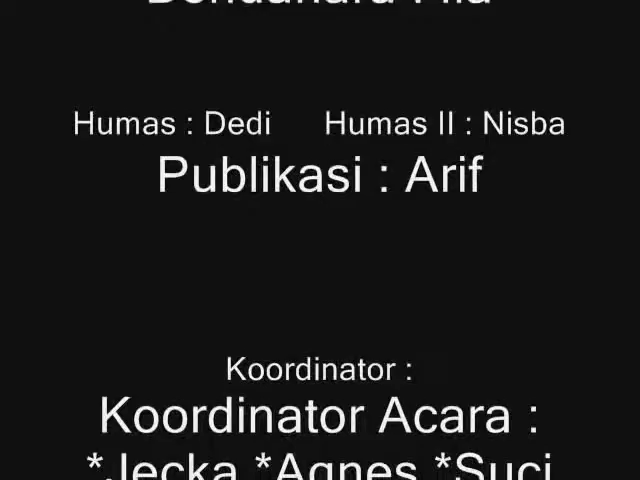 Humas : Dedi Humas II : Nisba
Publikasi : Arif
Koordinator :
Koordinator Acara :
*Jecka *Agnes *Suci